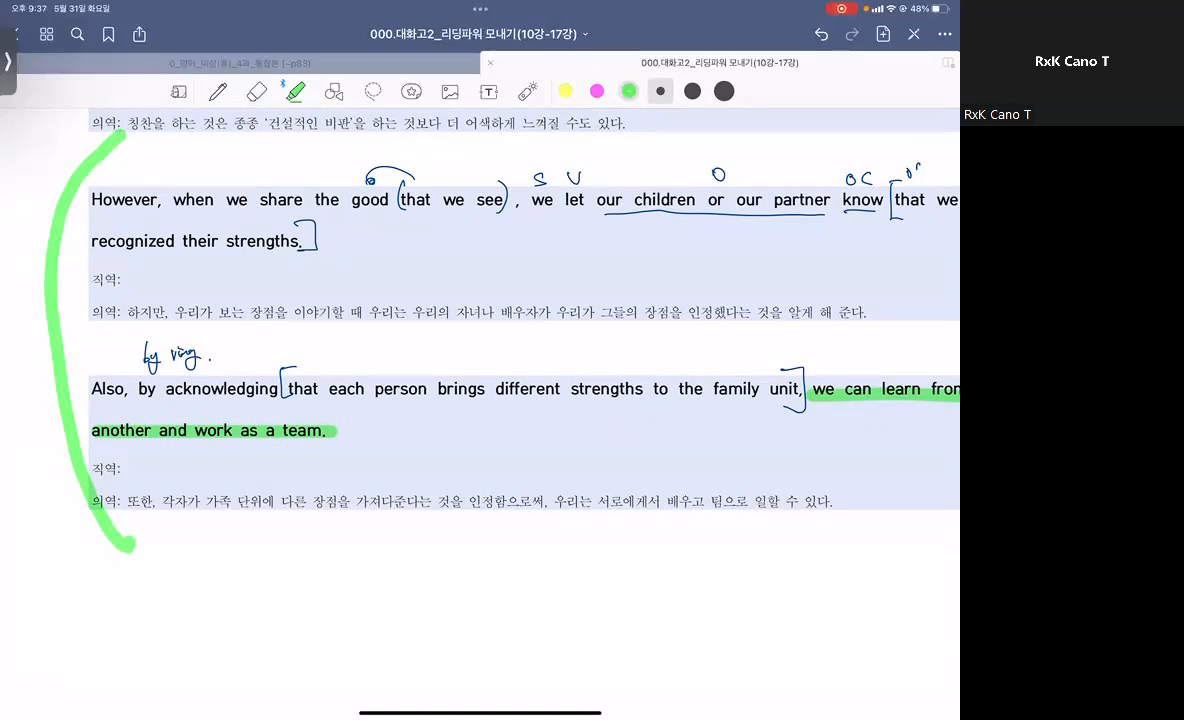 오후 9:37 5월 31일 화요일
48%
000.대화고2_리딩파워 모내기(10강-17강)
RxK Cano T
(~p83)
000.대화고2_리딩파워 모내기(10강-17강)
RxK Cano T
의역: 칭찬을 하는 것은 종종 '건설적인 비판'을 하는 것보다 더 어색하게 느껴질 수도 있다.
S V O OC
However, when we share the good (that we see), we let our children or our partner know [that we
recognized their strengths.]
직역:
의역: 하지만, 우리가 보는 장점을 이야기할 때 우리는 우리의 자녀나 배우자가 우리가 그들의 장점을 인정했다는 것을 알게 해 준다.
by ving.
Also, by acknowledging [that each person brings different strengths to the family unit,] we can learn from
another and work as a team.
직역:
의역: 또한, 각자가 가족 단위에 다른 장점을 가져다준다는 것을 인정함으로써, 우리는 서로에게서 배우고 팀으로 일할 수 있다.